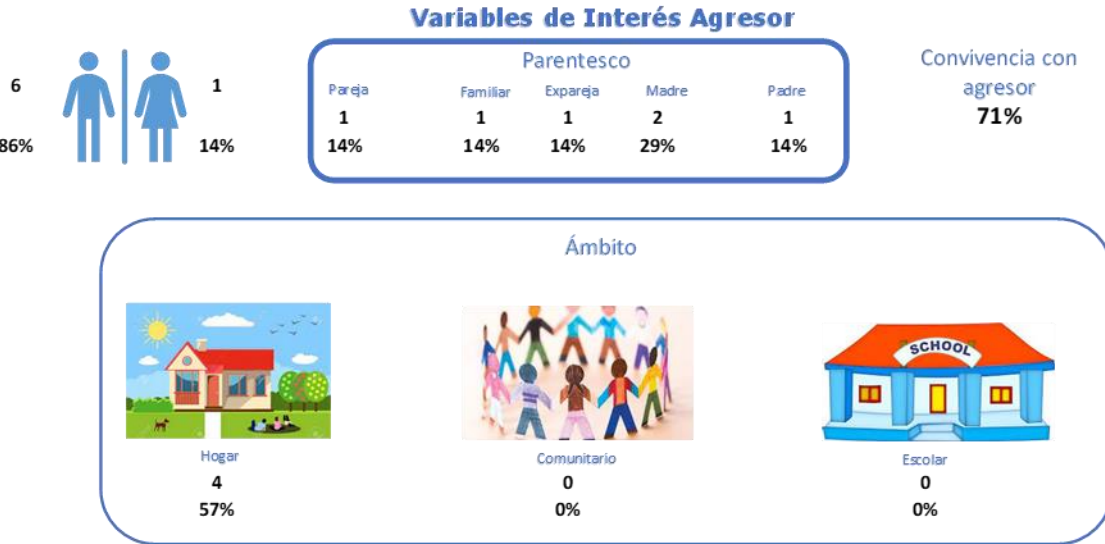 Variables de Interés Agresor
6
1
86%
14%
Parentesco
Pareja
Familiar
Expareja
Madre
Padre
1
1
1
2
1
14%
14%
14%
29%
14%
Convivencia con
agresor
71%
Ámbito
SCHOOL
Hogar
Comunitario
Escolar
4
0
0
57%
0%
0%